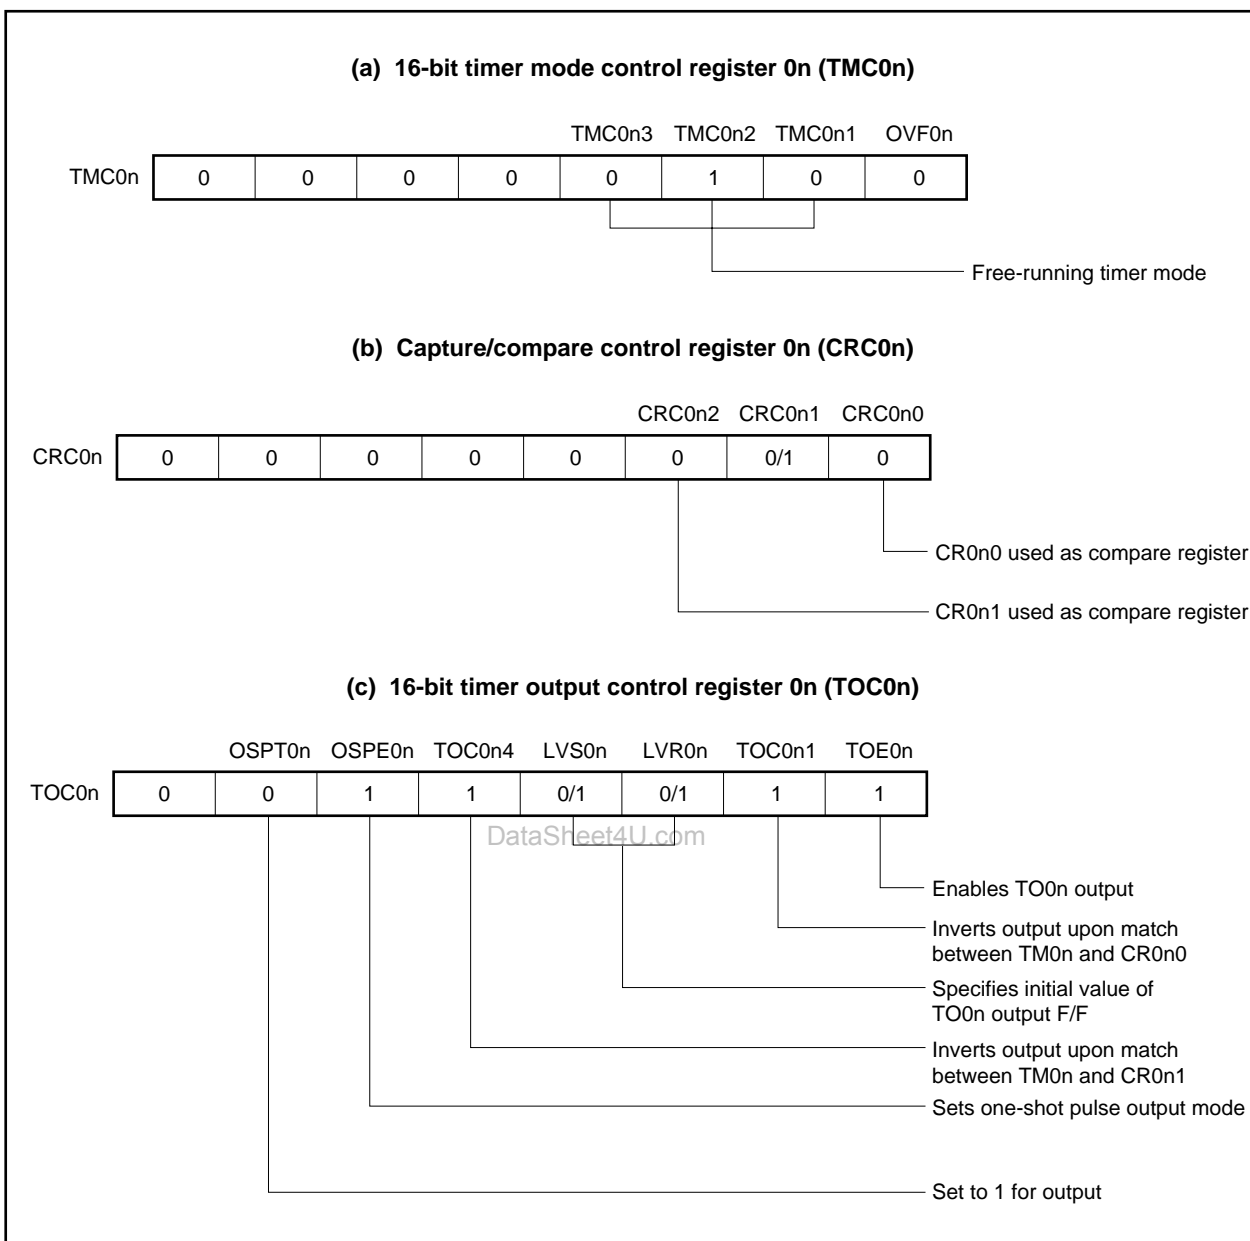 (a) 16-bit timer mode control register 0n (TMC0n)
TMC0n3 TMC0n2 TMC0n1 OVF0n
TMC0n 0 0 0 0 0 1 0 0
Free-running timer mode
(b) Capture/compare control register 0n (CRC0n)
CRC0n2 CRC0n1 CRC0n0
CRC0n 0 0 0 0 0 0 0/1 0
CR0n0 used as compare register
CR0n1 used as compare register
(c) 16-bit timer output control register 0n (TOC0n)
OSPT0n OSPE0n TOC0n4 LVS0n LVR0n TOC0n1 TOE0n
TOC0n 0 0 1 1 0/1 0/1 1 1
DataSheet4U.com
Enables TO0n output
Inverts output upon match
between TM0n and CR0n0
Specifies initial value of
TO0n output F/F
Inverts output upon match
between TM0n and CR0n1
Sets one-shot pulse output mode
Set to 1 for output